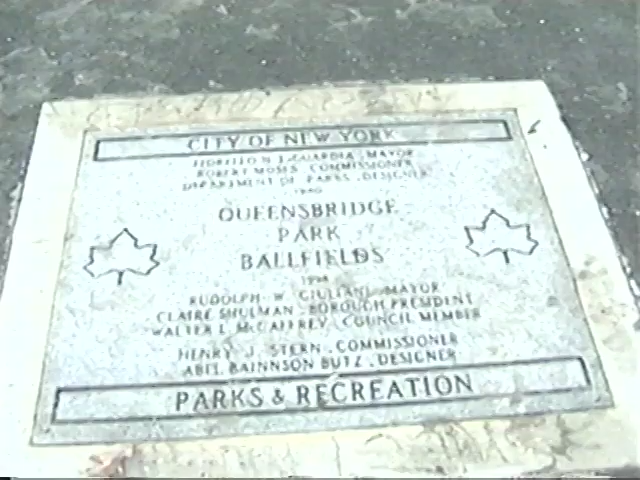 CITY OF NEW YORK
FIORELLO H. LAGUARDIA, MAYOR
ROBERT MOSES, COMMISSIONER
DEPARTMENT OF PARKS, DESIGNER
QUEENSBRIDGE
PARK
BALLFIELDS
RUDOLPH W. GIULIANI, MAYOR
CLAIRE SHULMAN, BOROUGH PRESIDENT
WALTER L. McCAFFREY, COUNCIL MEMBER
HENRY J. STERN, COMMISSIONER
ABEL BAINNSON BUTZ, DESIGNER
PARKS & RECREATION